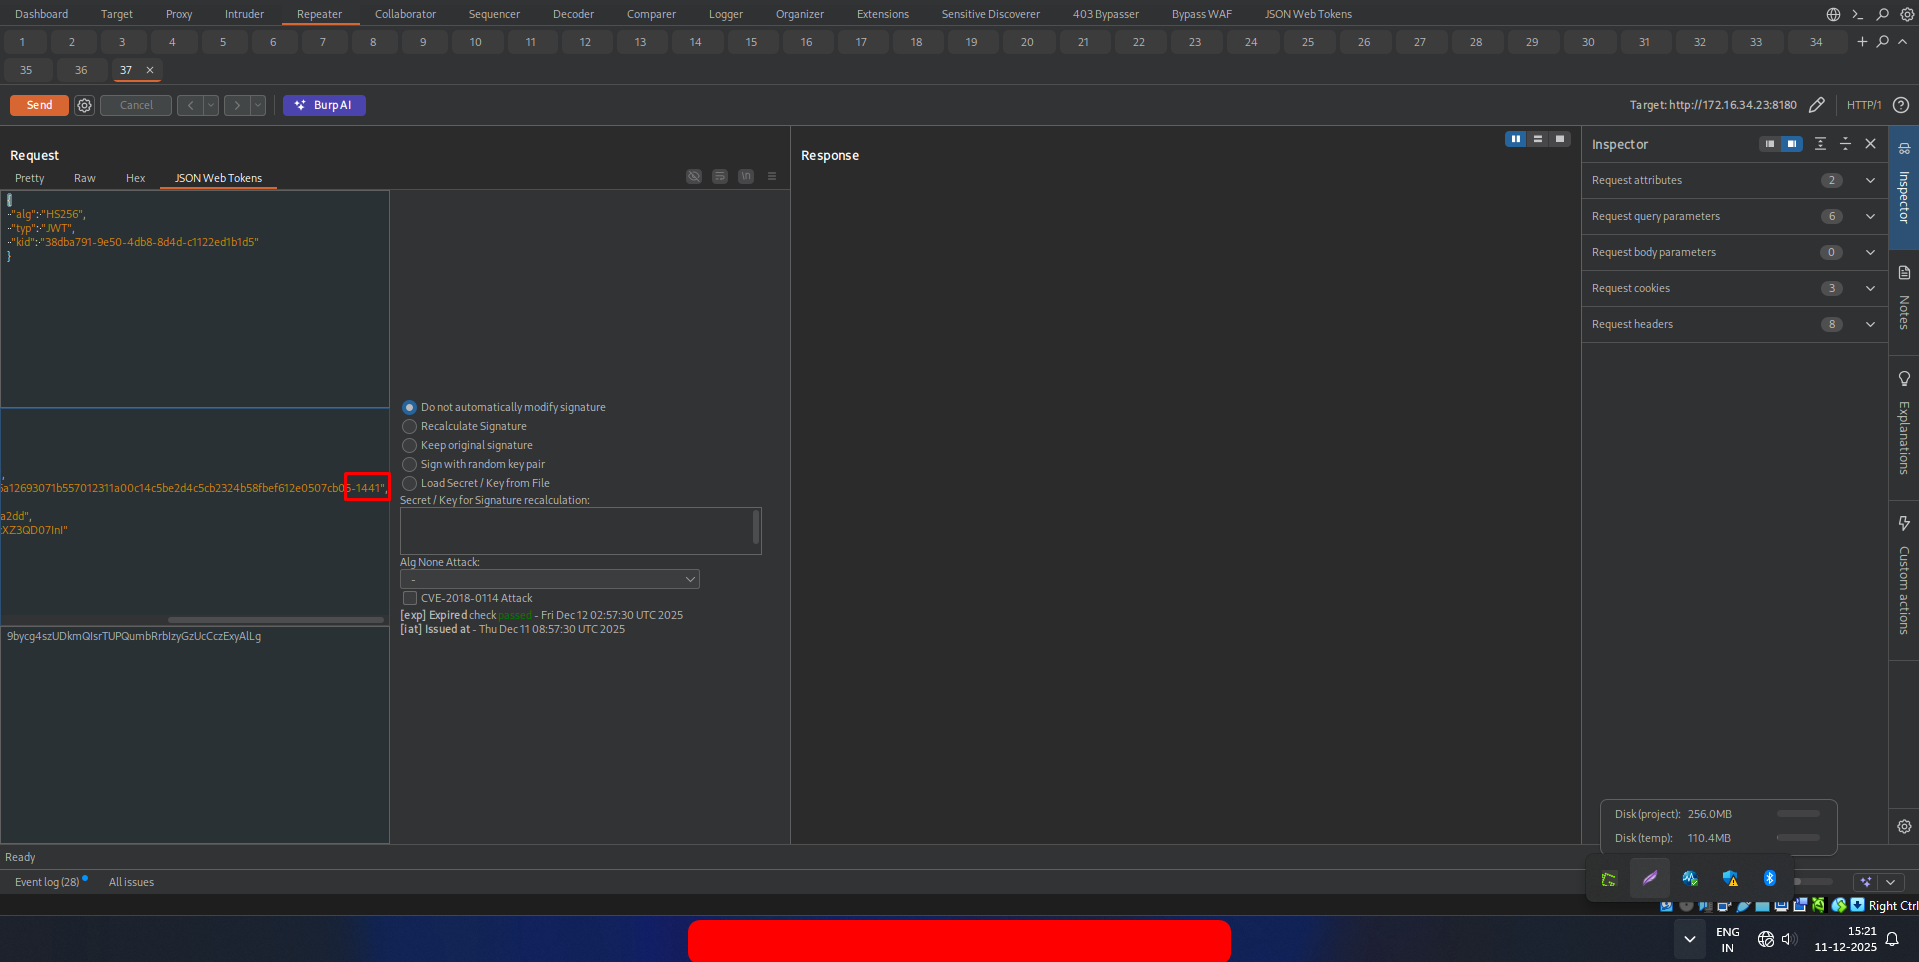 Dashboard Target Proxy Intruder Repeater Collaborator Sequencer Decoder Comparer Logger Organizer Extensions Sensitive Discoverer 403 Bypasser Bypass WAF JSON Web Tokens
1 2 3 4 5 6 7 8 9 10 11 12 13 14 15 16 17 18 19 20 21 22 23 24 25 26 27 28 29 30 31 32 33 34
35 36 37
Send Cancel Burp AI Target: http://172.16.34.23:8180 HTTP/1
Request
Pretty Raw Hex JSON Web Tokens
{
"alg":"HS256",
"typ":"JWT",
"kid":"38dba791-9e50-4db8-8d4d-c1122ed1b1d5"
}
,
5a12693071b557012311a00c14c5be2d4c5cb2324b58fbef612e0507cb05-1441",
a2dd",
XZ3QD07InI"
9bycg4szUDkmQIsrTUPQumbRrbIzyGzUcCczExyAlLg
Do not automatically modify signature
Recalculate Signature
Keep original signature
Sign with random key pair
Load Secret / Key from File
Secret / Key for Signature recalculation:
Alg None Attack:
-
CVE-2018-0114 Attack
[exp] Expired check passed - Fri Dec 12 02:57:30 UTC 2025
[iat] Issued at - Thu Dec 11 08:57:30 UTC 2025
Response
Inspector
Request attributes 2
Request query parameters 6
Request body parameters 0
Request cookies 3
Request headers 8
Inspector
Notes
Explanations
Custom actions
Disk (project): 256.0MB
Disk (temp): 110.4MB
Ready
Event log (28) All issues
Right Ctrl
ENG
IN
15:21
11-12-2025